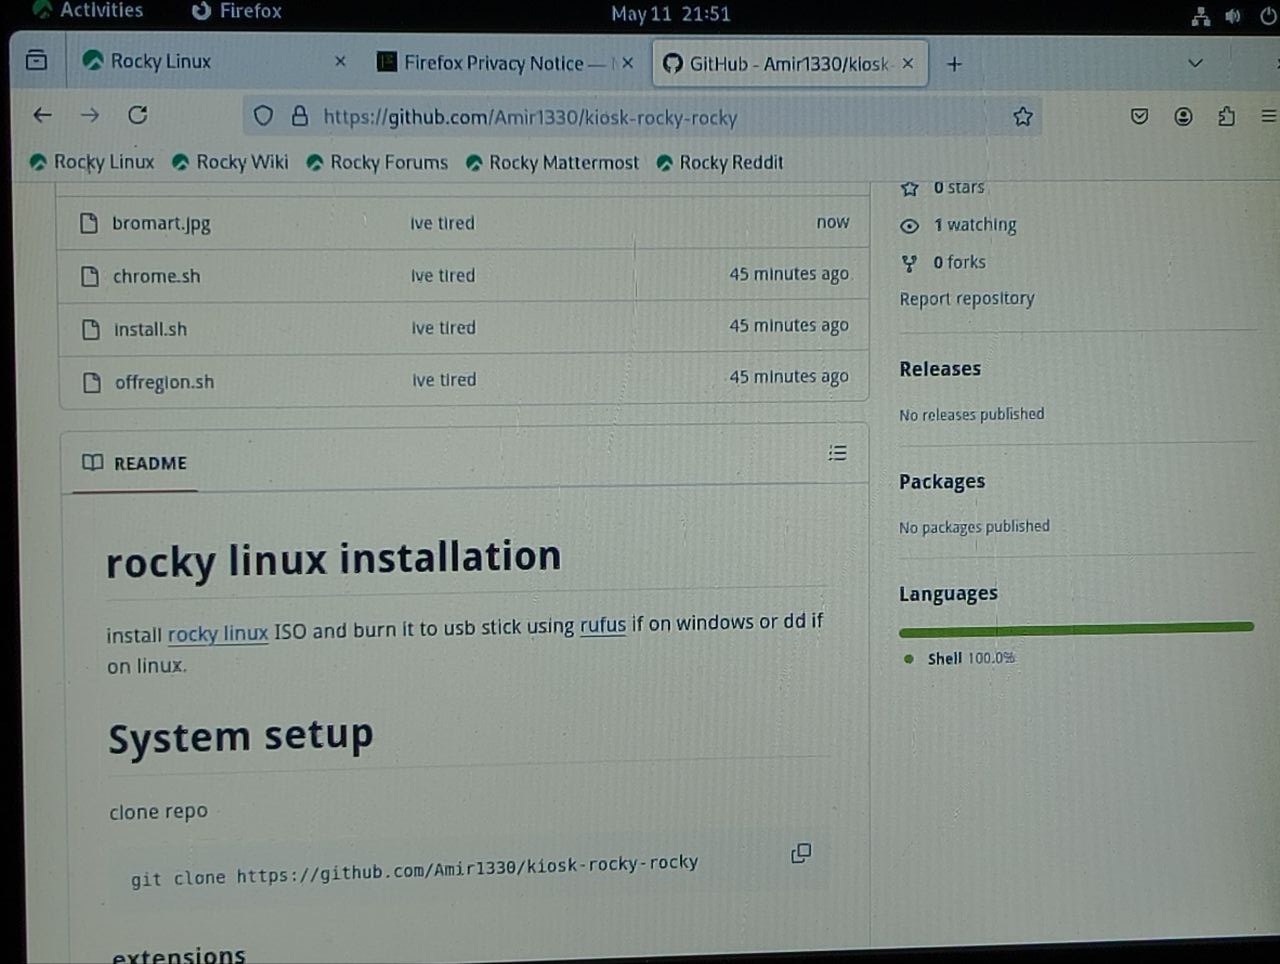 Activities Firefox May 11 21:51
Rocky Linux Firefox Privacy Notice — GitHub - Amir1330/kiosk-
https://github.com/Amir1330/kiosk-rocky-rocky
Rocky Linux Rocky Wiki Rocky Forums Rocky Mattermost Rocky Reddit
bromart.jpg ive tired now
chrome.sh ive tired 45 minutes ago
install.sh ive tired 45 minutes ago
offregion.sh ive tired 45 minutes ago
README
rocky linux installation
install rocky linux ISO and burn it to usb stick using rufus if on windows or dd if
on linux.
System setup
clone repo
git clone https://github.com/Amir1330/kiosk-rocky-rocky
extensions
0 stars
1 watching
0 forks
Report repository
Releases
No releases published
Packages
No packages published
Languages
Shell 100.0%